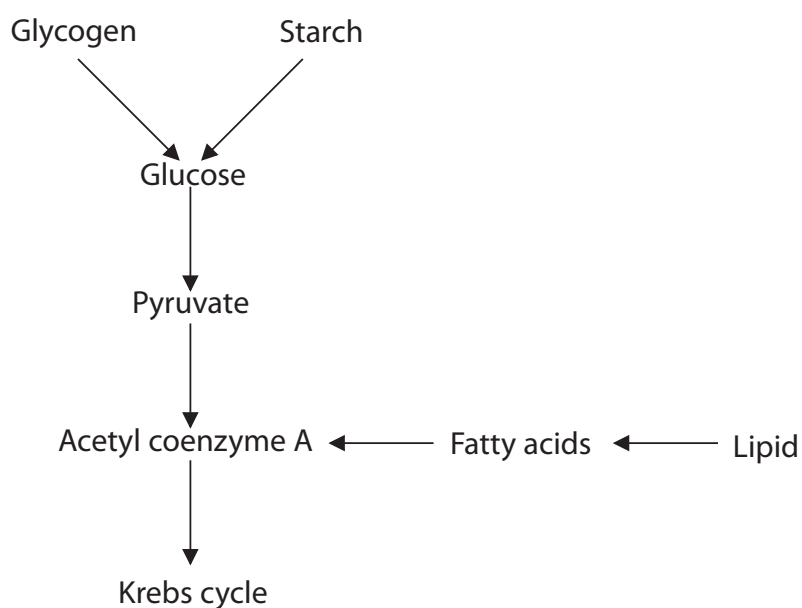 Glycogen Starch
Glucose
Pyruvate
Acetyl coenzyme A Fatty acids Lipid
Krebs cycle